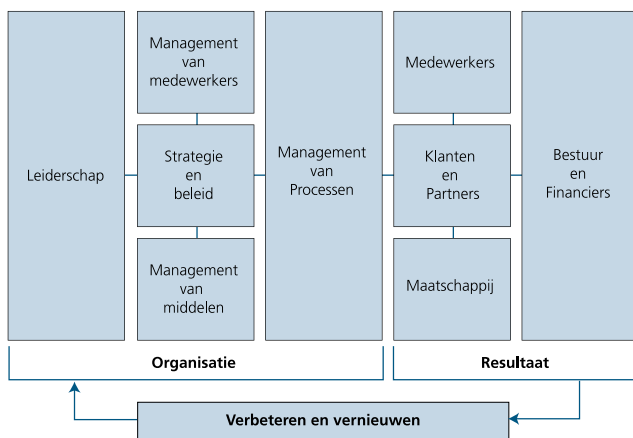 Leiderschap
Management
van
medewerkers
Strategie
en
beleid
Management
van
middelen
Management
van
Processen
Medewerkers
Klanten
en
Partners
Maatschappij
Bestuur
en
Financiers
Organisatie
Resultaat
Verbeteren en vernieuwen